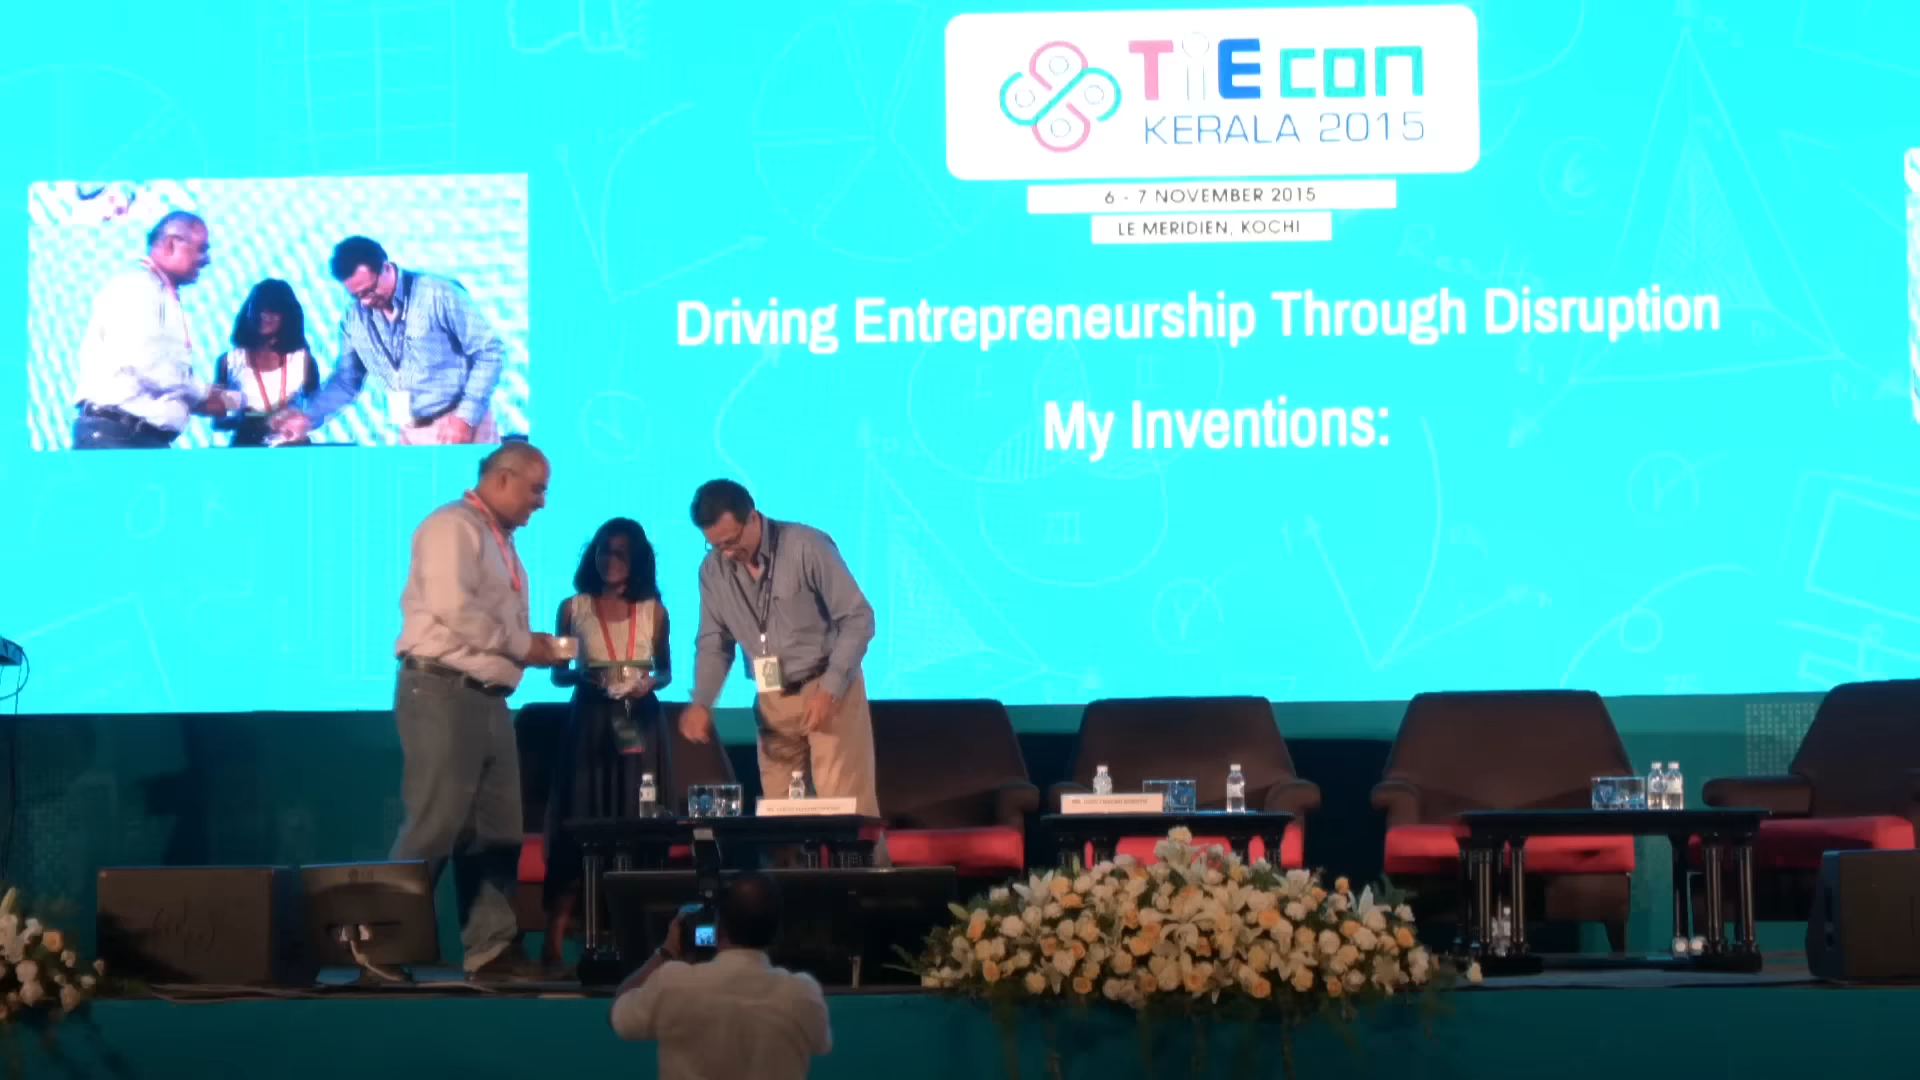 TiE con
KERALA 2015
6 - 7 NOVEMBER 2015
LE MERIDIEN, KOCHI
Driving Entrepreneurship Through Disruption
My Inventions: